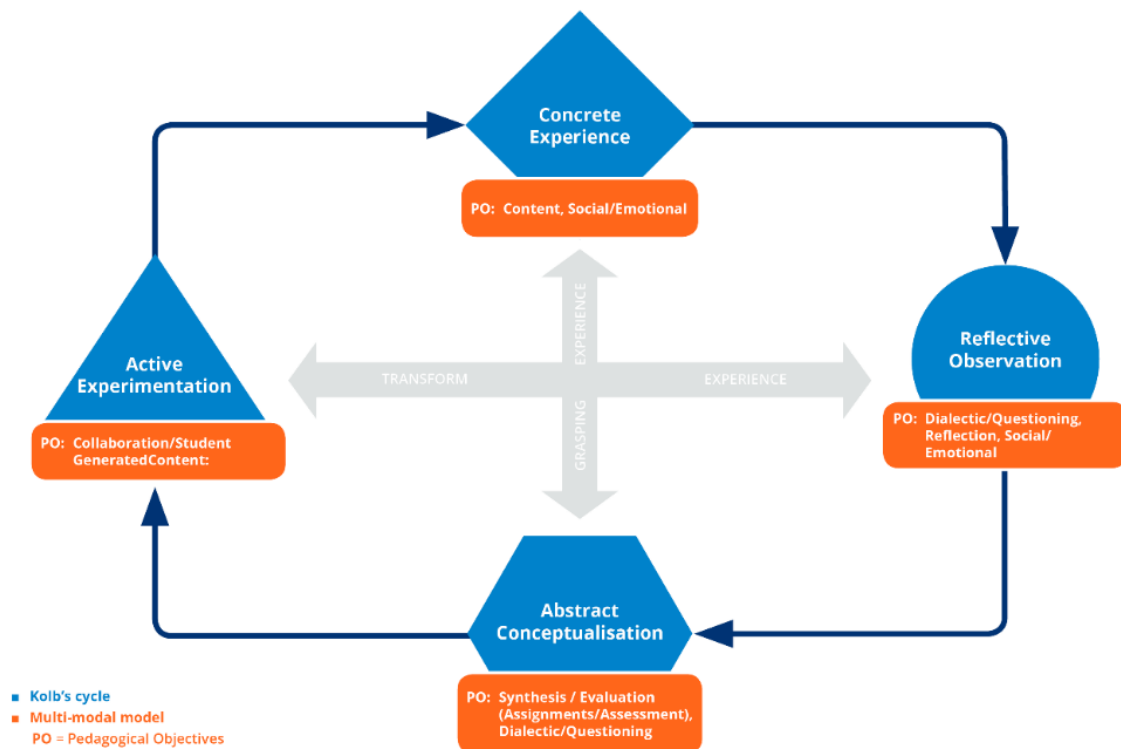 Concrete
Experience
PO: Content, Social/Emotional
EXPERIENCE
Reflective
Observation
Active
Experimentation
TRANSFORM
EXPERIENCE
PO: Dialectic/Questioning,
Reflection, Social/
Emotional
PO: Collaboration/Student
GeneratedContent:
GRASPING
Abstract
Conceptualisation
PO: Synthesis / Evaluation
(Assignments/Assessment),
Dialectic/Questioning
Kolb's cycle
Multi-modal model
PO = Pedagogical Objectives